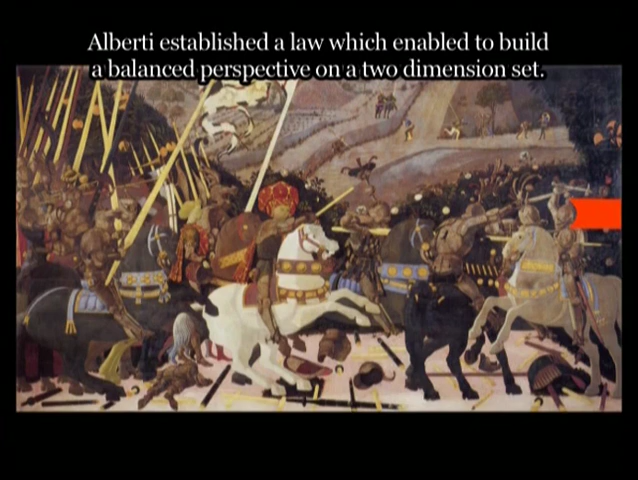 Alberti established a law which enabled to build
a balanced perspective on a two dimension set.